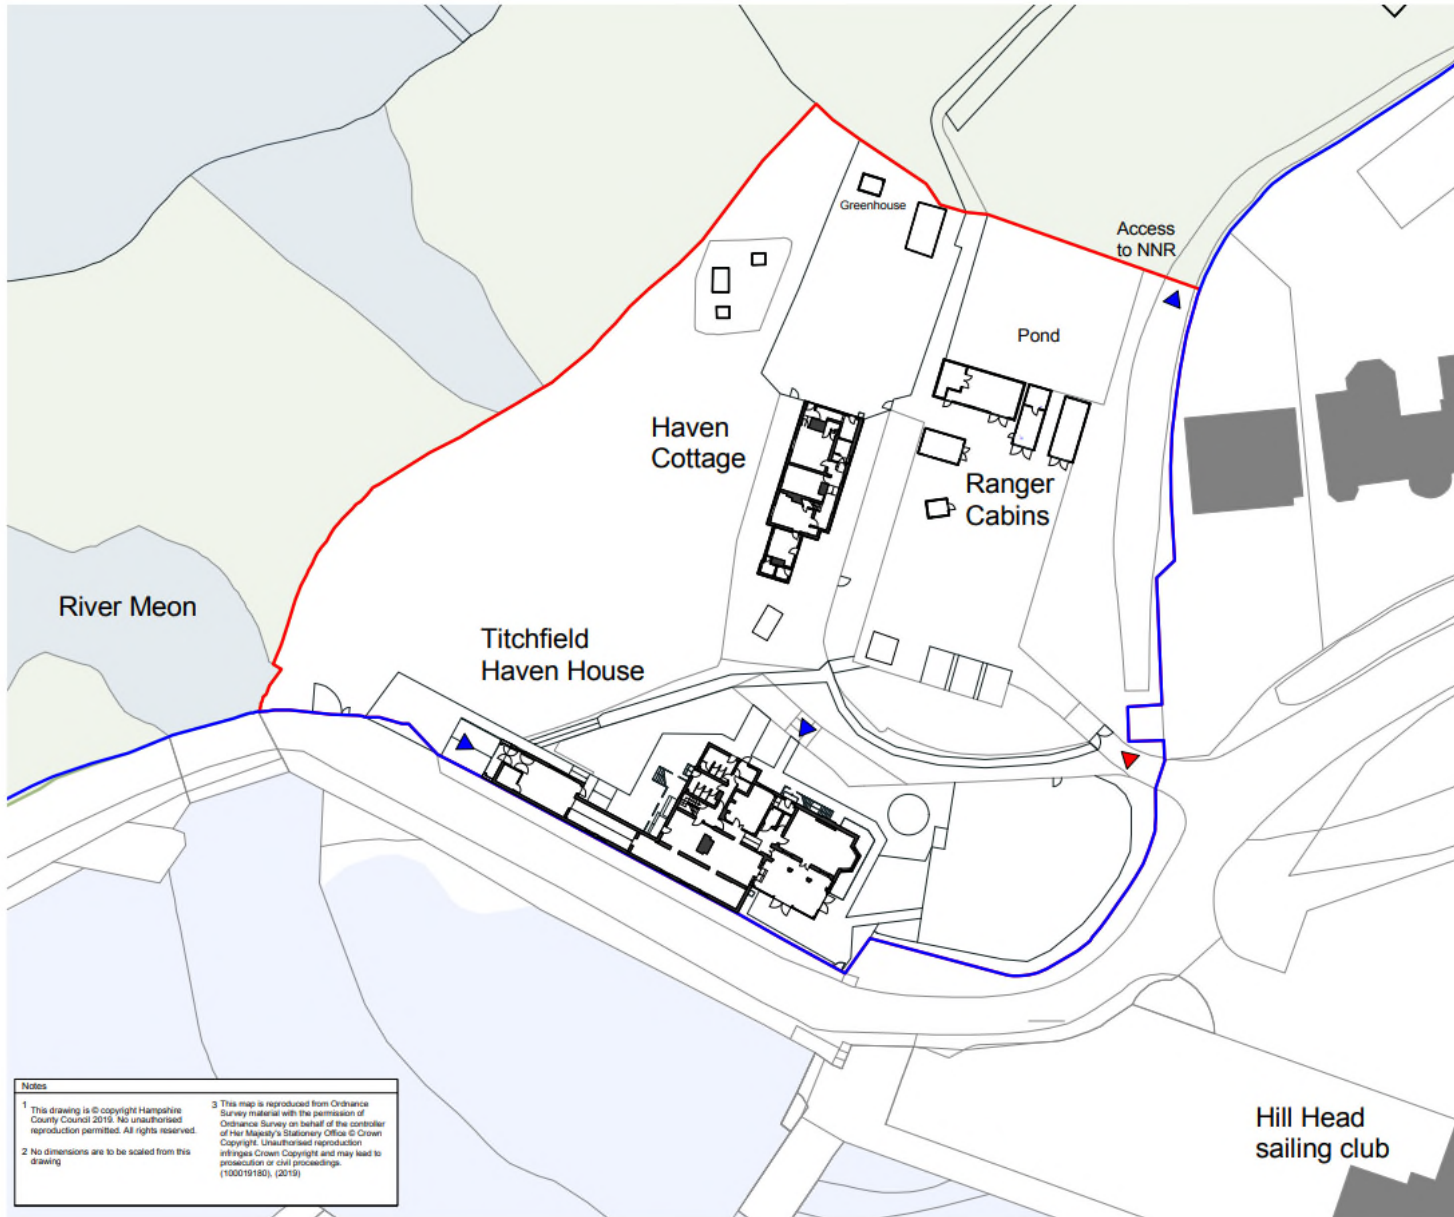 Greenhouse
Access
to NNR
Pond
Haven
Cottage
Ranger
Cabins
River Meon
Titchfield
Haven House
Hill Head
sailing club
Notes
1 This drawing is © copyright Hampshire
County Council 2019. No unauthorised
reproduction permitted. All rights reserved.
2 No dimensions are to be scaled from this
drawing
3 This map is reproduced from Ordnance
Survey material with the permission of
Ordnance Survey on behalf of the controller
of Her Majesty's Stationery Office © Crown
Copyright. Unauthorised reproduction
infringes Crown Copyright and may lead to
prosecution or civil proceedings.
(100019180), (2019)